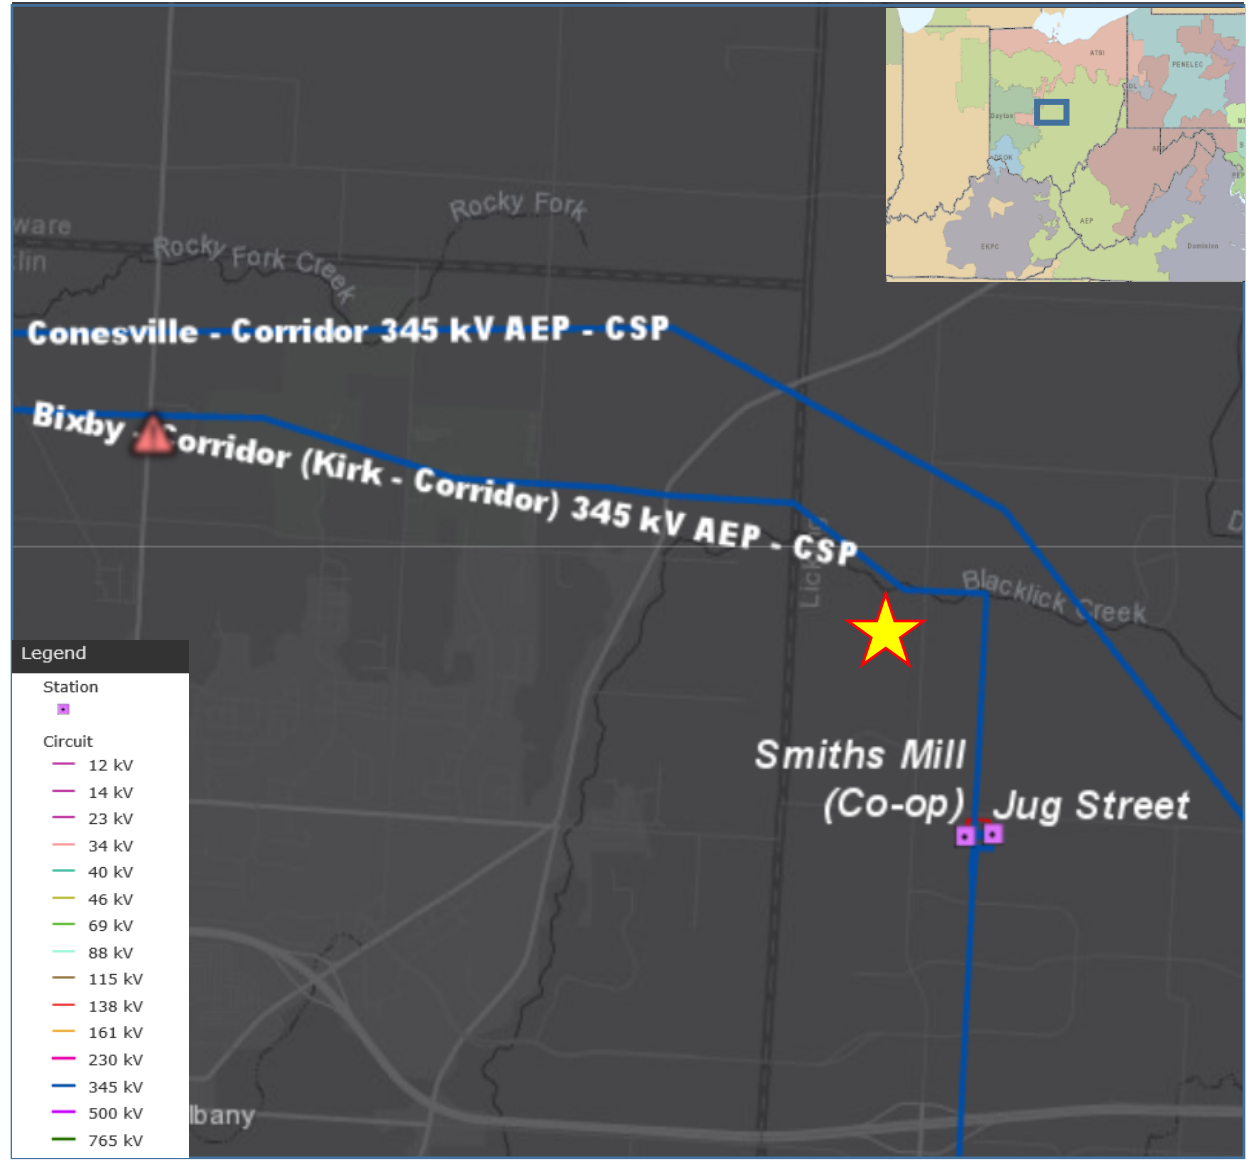 ATSI
PENELEC
Dayton
DEOK
AEP
EKPC
Dominion
Rocky Fork
Rocky Fork Creek
ware
lin
Conesville - Corridor 345 kV AEP - CSP
Bixby - Corridor (Kirk - Corridor) 345 kV AEP - CSP
Blacklick Creek
Smiths Mill
(Co-op)
Jug Street
Legend
Station
Circuit
12 kV
14 kV
23 kV
34 kV
40 kV
46 kV
69 kV
88 kV
115 kV
138 kV
161 kV
230 kV
345 kV
500 kV
765 kV
lbany